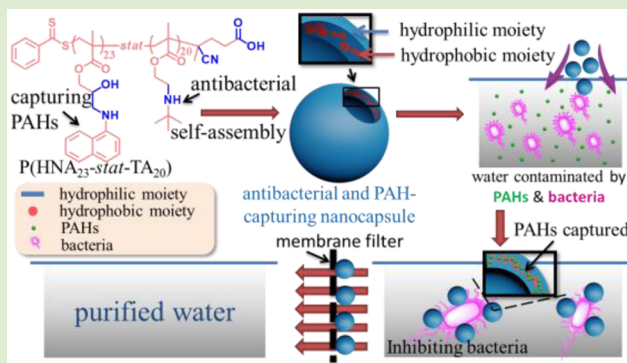 S
S
23
stat
20
O
OH
CN
O
O
O
O
capturing
PAHs
OH
NH
NH
antibacterial
self-assembly
P(HNA23-stat-TA20)
hydrophilic moiety
hydrophobic moiety
PAHs
bacteria
hydrophilic moiety
hydrophobic moiety
antibacterial and PAH-
capturing nanocapsule
water contaminated by
PAHs & bacteria
PAHs captured
Inhibiting bacteria
membrane filter
purified water